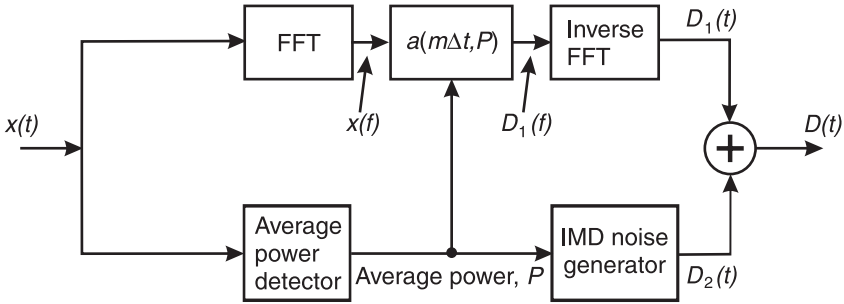 D₁(t)
FFT
a(mΔt,P)
Inverse
FFT
x(t)
x(f)
D₁(f)
+
D(t)
Average
power
detector
Average power, P
IMD noise
generator
D₂(t)